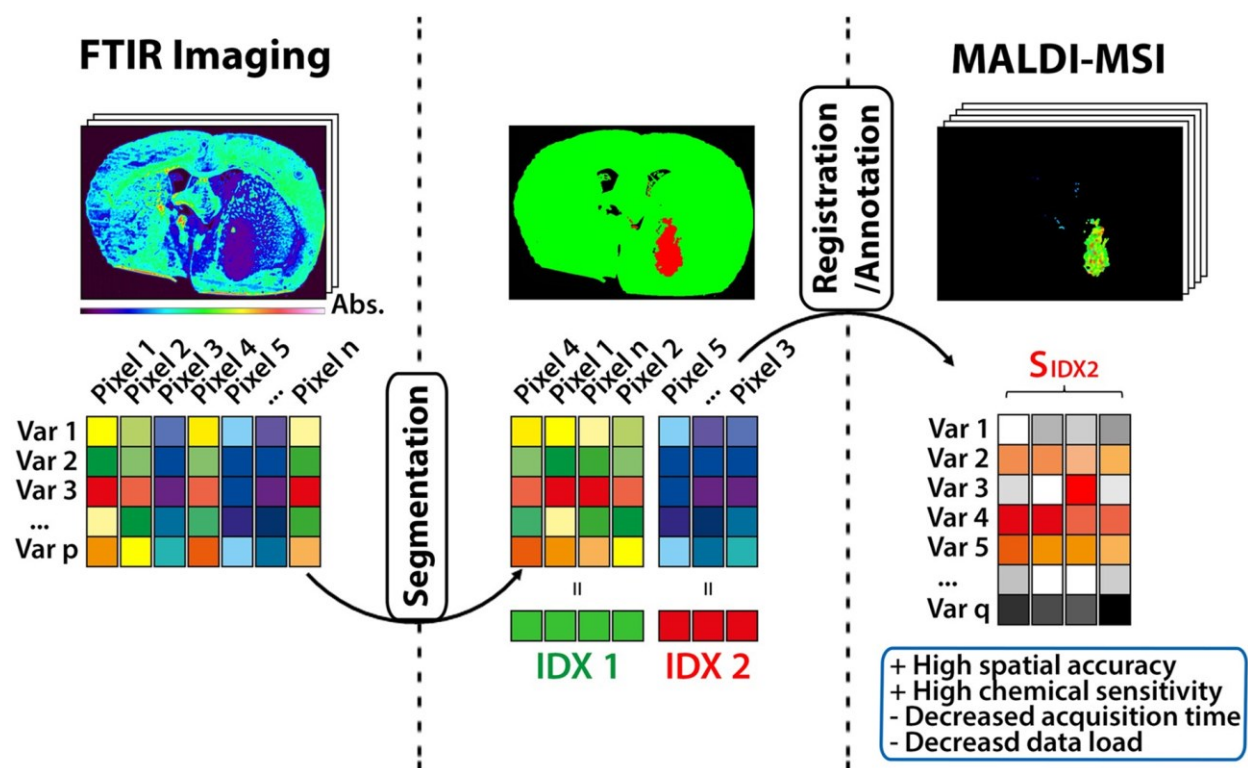 FTIR Imaging
Abs.
Pixel 1
Pixel 2
Pixel 3
Pixel 4
Pixel 5
...
Pixel n
Var 1
Var 2
Var 3
...
Var p
Segmentation
Pixel 4
Pixel 1
Pixel n
Pixel 2
Pixel 5
...
Pixel 3
=
=
IDX 1
IDX 2
Registration
/Annotation
MALDI-MSI
SIDX2
Var 1
Var 2
Var 3
Var 4
Var 5
...
Var q
+ High spatial accuracy
+ High chemical sensitivity
- Decreased acquisition time
- Decreasd data load